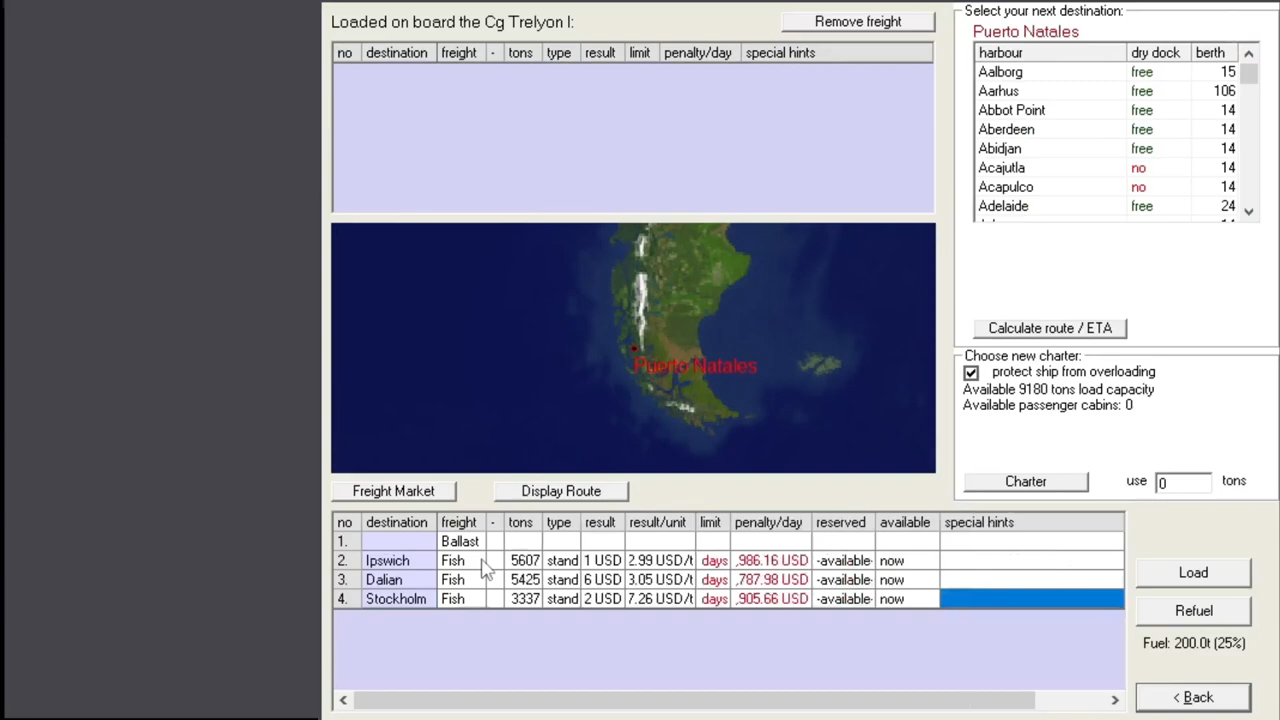 Loaded on board the Cg Trelyon I:
Remove freight
no destination freight - tons type result limit penalty/day special hints
Puerto Natales
Freight Market
Display Route
no destination freight - tons type result result/unit limit penalty/day reserved available special hints
1. Ballast
2. Ipswich Fish 5607 stand 1 USD 2.99 USD/t days ,986.16 USD -available- now
3. Dalian Fish 5425 stand 6 USD 3.05 USD/t days ,787.98 USD -available- now
4. Stockholm Fish 3337 stand 2 USD 7.26 USD/t days ,905.66 USD -available- now
Select your next destination:
Puerto Natales
harbour dry dock berth
Aalborg free 15
Aarhus free 106
Abbot Point free 14
Aberdeen free 14
Abidjan free 14
Acajutla no 14
Acapulco no 14
Adelaide free 24
Calculate route / ETA
Choose new charter:
protect ship from overloading
Available 9180 tons load capacity
Available passenger cabins: 0
Charter use 0 tons
Load
Refuel
Fuel: 200.0t (25%)
< Back